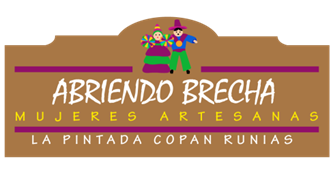 ABRIENDO BRECHA
MUJERES ARTESANAS
LA PINTADA COPAN RUNIAS